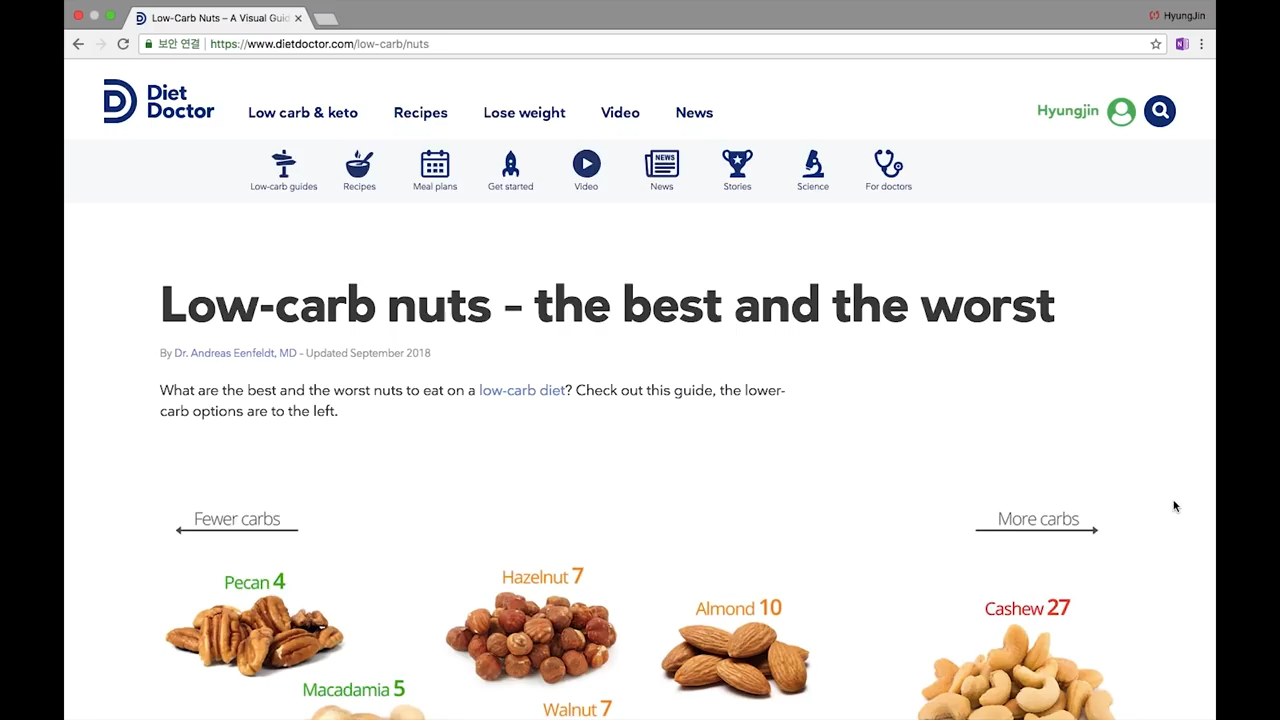 Low-Carb Nuts – A Visual Guid
HyungJin
보안 연결 | https://www.dietdoctor.com/low-carb/nuts
Diet
Doctor
Low carb & keto
Recipes
Lose weight
Video
News
Hyungjin
NEWS
Low-carb guides
Recipes
Meal plans
Get started
Video
News
Stories
Science
For doctors
Low-carb nuts – the best and the worst
By Dr. Andreas Eenfeldt, MD – Updated September 2018
What are the best and the worst nuts to eat on a low-carb diet? Check out this guide, the lower-
carb options are to the left.
Fewer carbs
More carbs
Pecan 4
Hazelnut 7
Almond 10
Cashew 27
Macadamia 5
Walnut 7